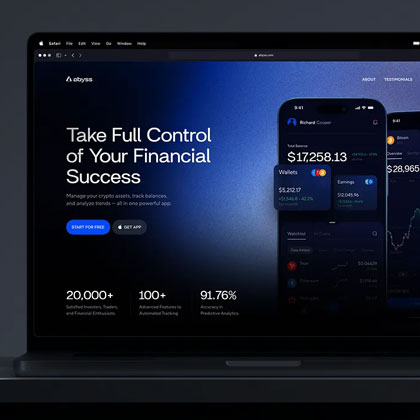 Safari File Edit View Go Window Help
abyss.com
abyss
ABOUT TESTIMONIALS
Take Full Control
of Your Financial
Success
Manage your crypto assets, track balances,
and analyze trends — all in one powerful app.
START FOR FREE
GET APP
20,000+
Satisfied Investors, Traders,
and Financial Enthusiasts
100+
Advanced Features to
Automated Tracking
91.76%
Accuracy in
Predictive Analytics
9:41
Richard Cooper
Total Balance
$17,258.13
Wallets
$5,212.17
Earnings
$12,045.96
Watchlist
Tron
Ethereum
9:41
Bitcoin
Overview
$28,965